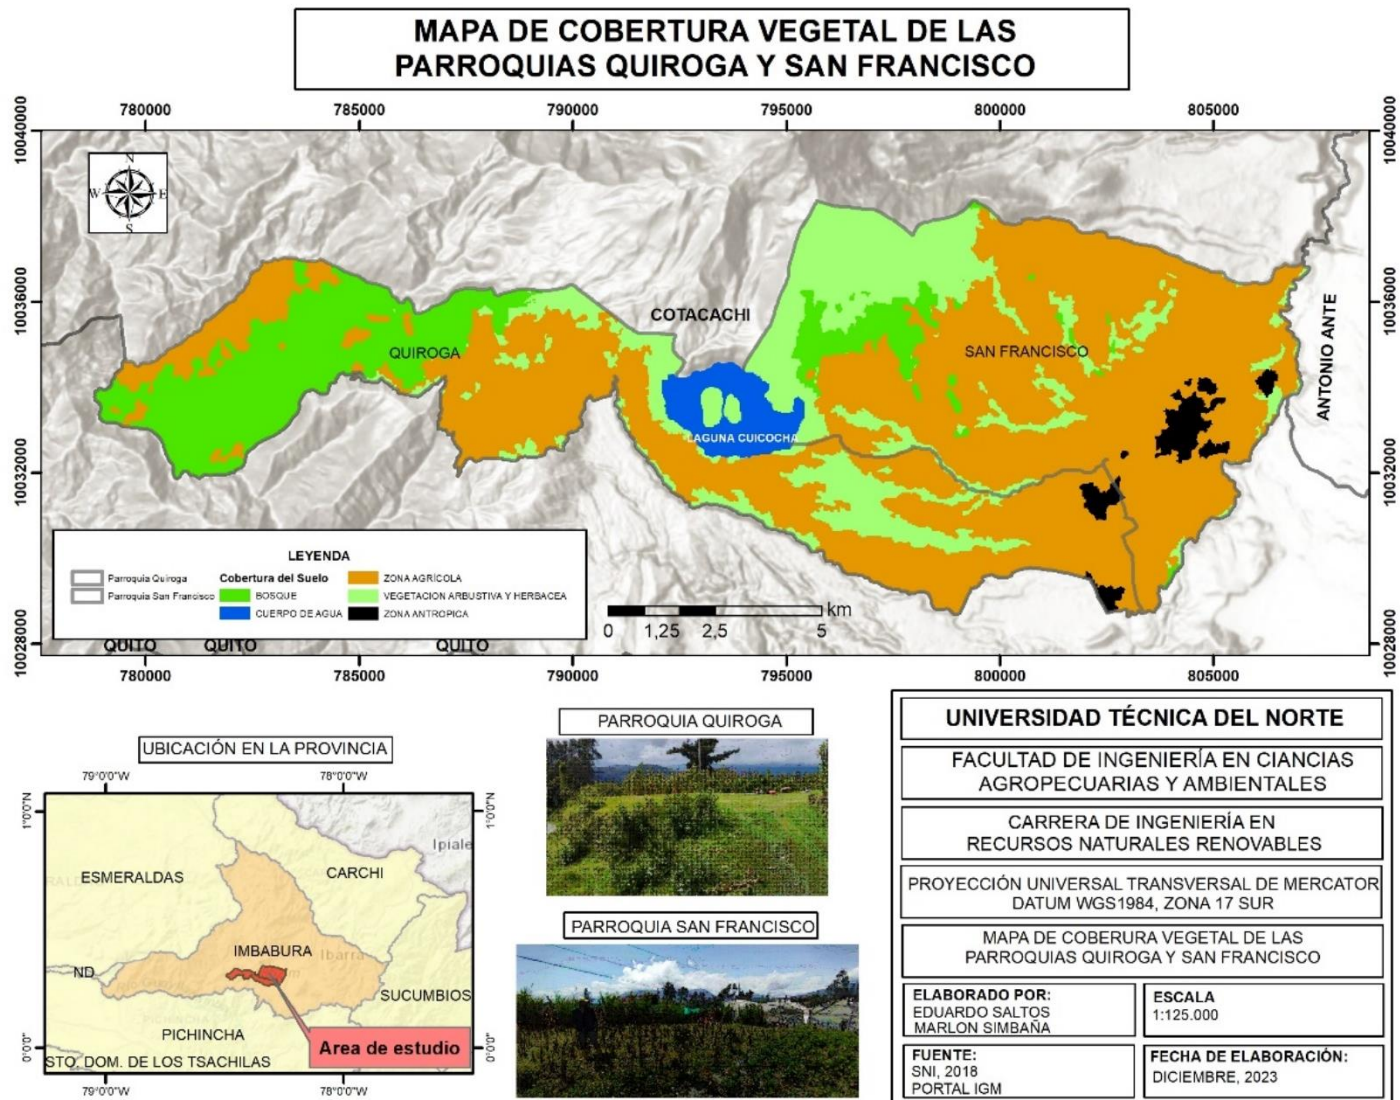 MAPA DE COBERTURA VEGETAL DE LAS
PARROQUIAS QUIROGA Y SAN FRANCISCO
780000 785000 790000 795000 800000 805000
10040000 10040000
N
W E
S
10036000 10036000
COTACACHI
QUIROGA
SAN FRANCISCO
ANTONIO ANTE
LAGUNA CUICOCHA
10032000 10032000
LEYENDA
Parroquia Quiroga
Parroquia San Francisco
Cobertura del Suelo
BOSQUE
CUERPO DE AGUA
ZONA AGRÍCOLA
VEGETACION ARBUSTIVA Y HERBACEA
ZONA ANTROPICA
km
0 1,25 2,5 5
10028000 10028000
QUITO QUITO QUITO
780000 785000 790000 795000 800000 805000
UBICACIÓN EN LA PROVINCIA
79°0'0"W 78°0'0"W
1°0'0"N 1°0'0"N
Ipiale
ESMERALDAS
CARCHI
IMBABURA
Ibarra
ND
SUCUMBIOS
PICHINCHA
Area de estudio
STO. DOM. DE LOS TSACHILAS
0°0'0" 0°0'0"
79°0'0"W 78°0'0"W
PARROQUIA QUIROGA
PARROQUIA SAN FRANCISCO
UNIVERSIDAD TÉCNICA DEL NORTE
FACULTAD DE INGENIERÍA EN CIANCIAS
AGROPECUARIAS Y AMBIENTALES
CARRERA DE INGENIERÍA EN
RECURSOS NATURALES RENOVABLES
PROYECCIÓN UNIVERSAL TRANSVERSAL DE MERCATOR
DATUM WGS1984, ZONA 17 SUR
MAPA DE COBERURA VEGETAL DE LAS
PARROQUIAS QUIROGA Y SAN FRANCISCO
ELABORADO POR:
EDUARDO SALTOS
MARLON SIMBAÑA
ESCALA
1:125.000
FUENTE:
SNI, 2018
PORTAL IGM
FECHA DE ELABORACIÓN:
DICIEMBRE, 2023